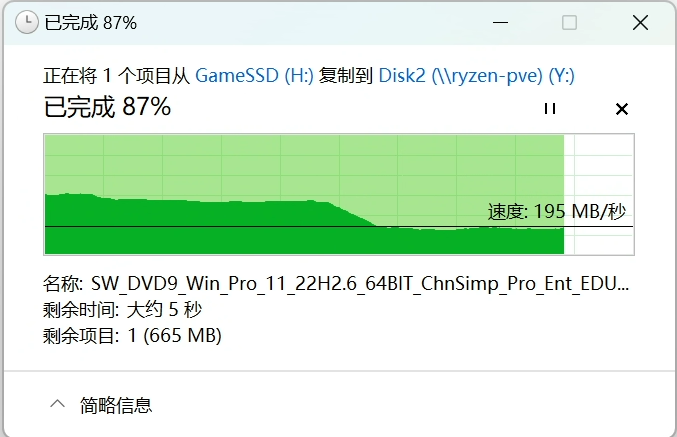 已完成 87%
正在将 1 个项目从 GameSSD (H:) 复制到 Disk2 (\\ryzen-pve) (Y:)
已完成 87%
速度: 195 MB/秒
名称: SW_DVD9_Win_Pro_11_22H2.6_64BIT_ChnSimp_Pro_Ent_EDU...
剩余时间: 大约 5 秒
剩余项目: 1 (665 MB)
简略信息